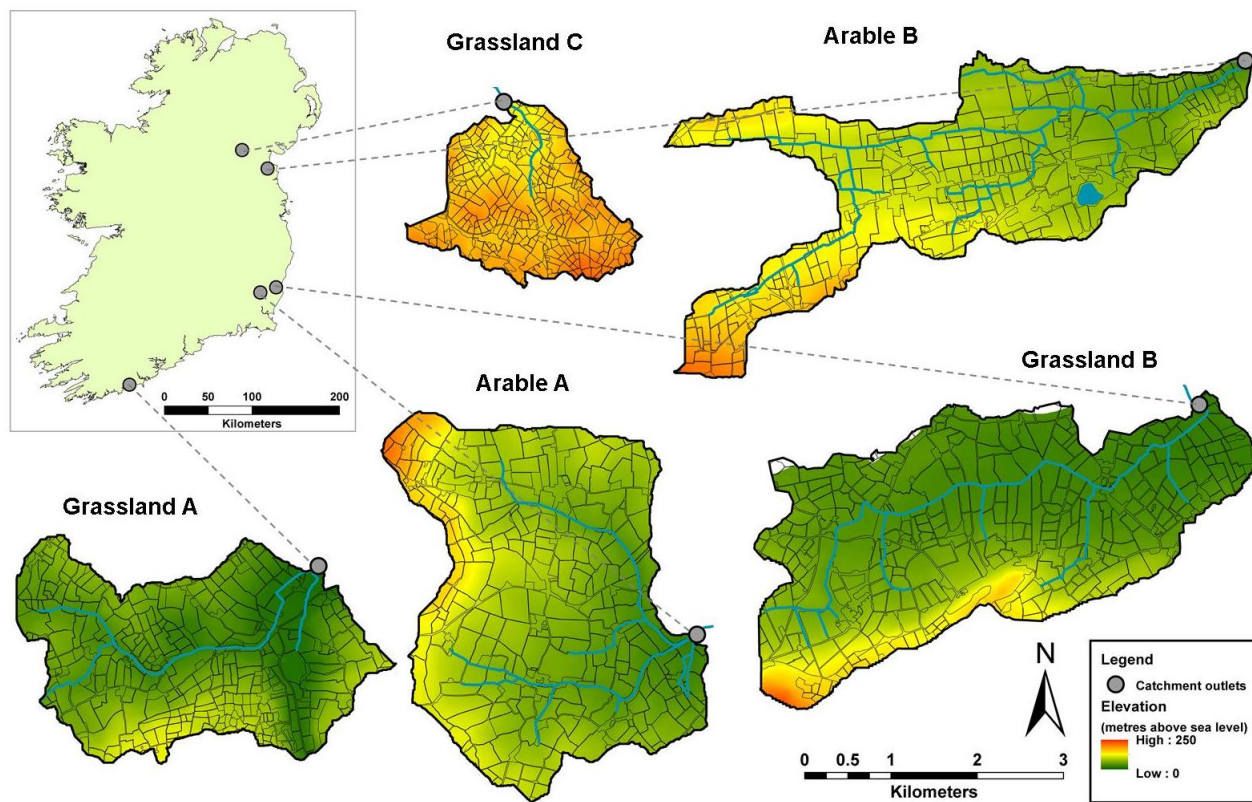 Grassland C
Arable B
0 50 100 200
Kilometers
Arable A
Grassland B
Grassland A
N
0 0.5 1 2 3
Kilometers
Legend
Catchment outlets
Elevation
(metres above sea level)
High : 250
Low : 0